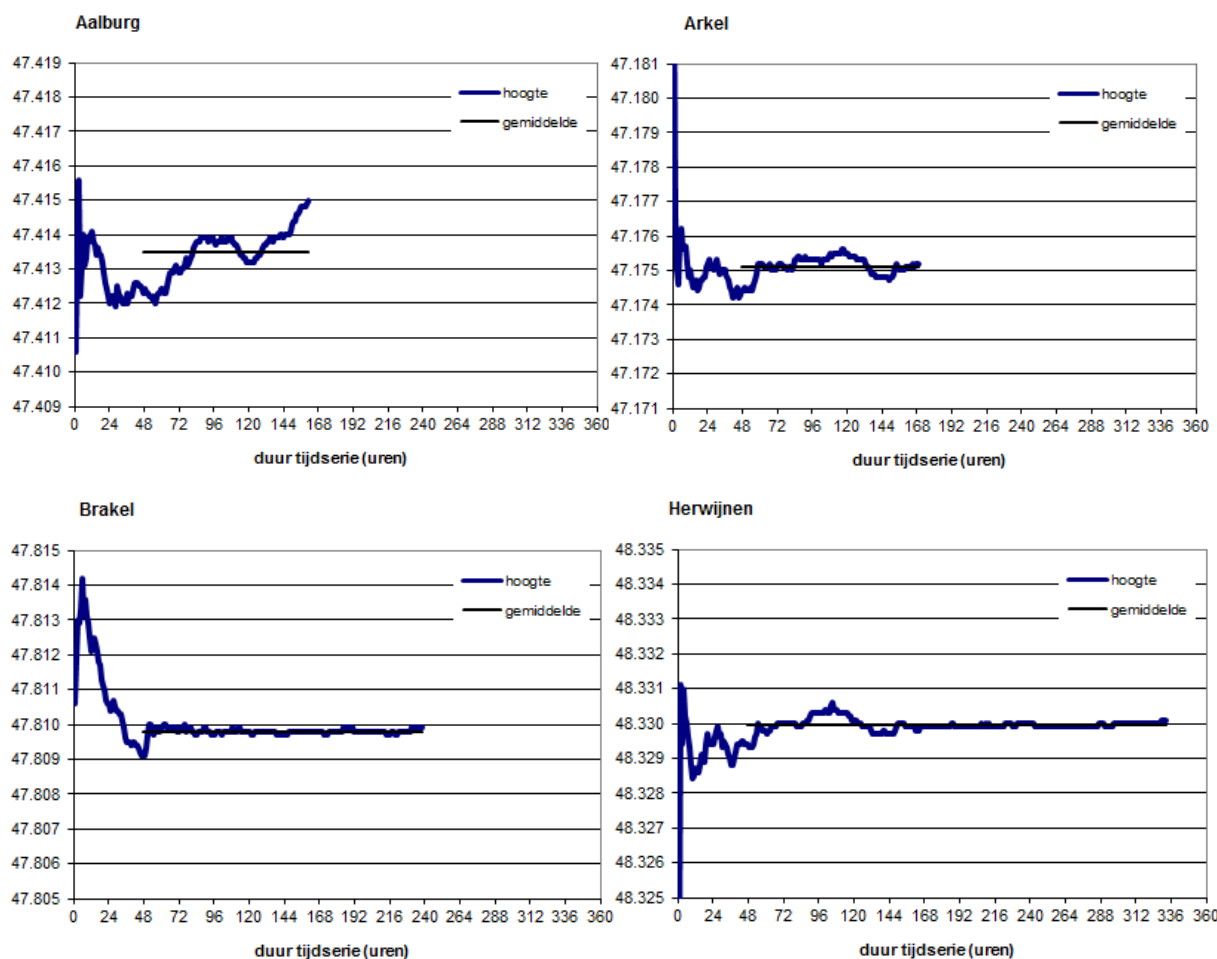 Aalburg
47.419
47.418
47.417
47.416
47.415
47.414
47.413
47.412
47.411
47.410
47.409
hoogte
gemiddelde
0 24 48 72 96 120 144 168 192 216 240 264 288 312 336 360
duur tijdserie (uren)
Arkel
47.181
47.180
47.179
47.178
47.177
47.176
47.175
47.174
47.173
47.172
47.171
hoogte
gemiddelde
0 24 48 72 96 120 144 168 192 216 240 264 288 312 336 360
duur tijdserie (uren)
Brakel
47.815
47.814
47.813
47.812
47.811
47.810
47.809
47.808
47.807
47.806
47.805
hoogte
gemiddelde
0 24 48 72 96 120 144 168 192 216 240 264 288 312 336 360
duur tijdserie (uren)
Herwijnen
48.335
48.334
48.333
48.332
48.331
48.330
48.329
48.328
48.327
48.326
48.325
hoogte
gemiddelde
0 24 48 72 96 120 144 168 192 216 240 264 288 312 336 360
duur tijdserie (uren)